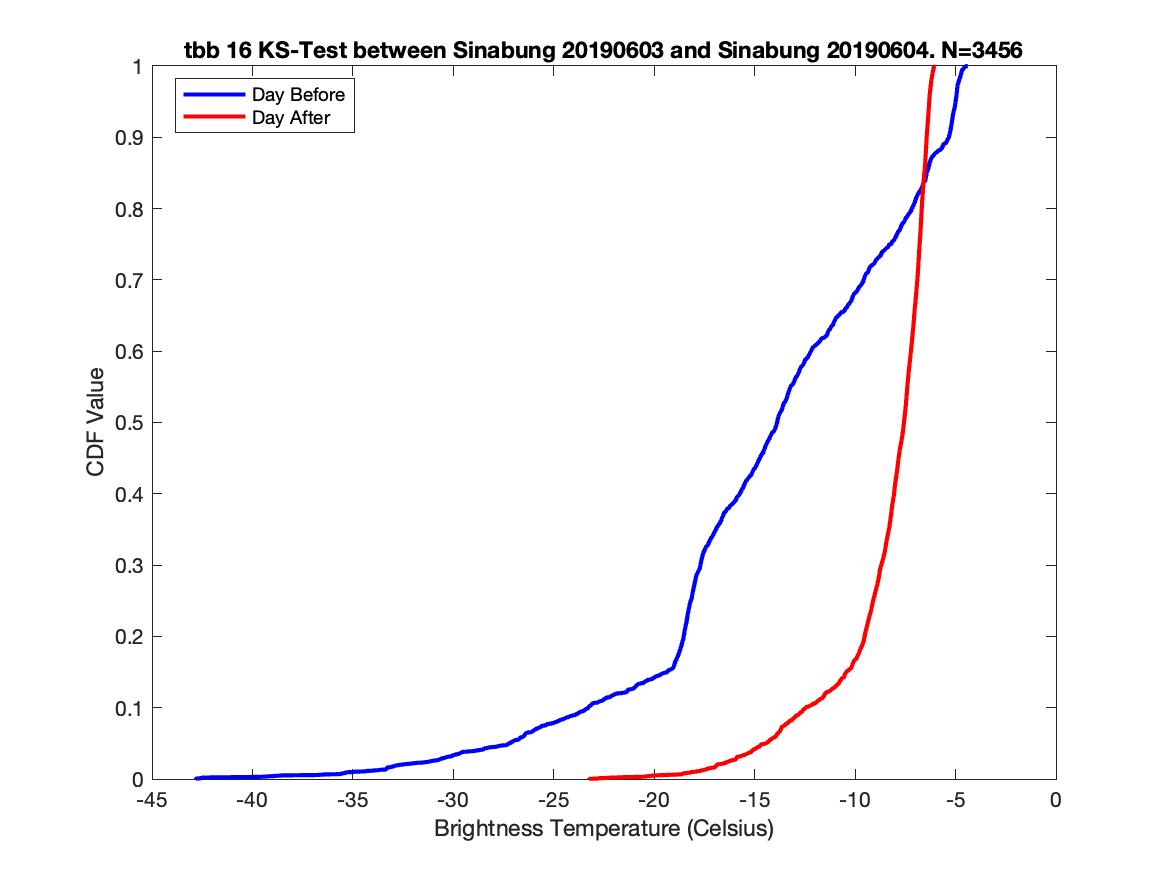 tbb 16 KS-Test between Sinabung 20190603 and Sinabung 20190604. N=3456
Day Before
Day After
1
0.9
0.8
0.7
0.6
0.5
0.4
0.3
0.2
0.1
0
CDF Value
-45 -40 -35 -30 -25 -20 -15 -10 -5 0
Brightness Temperature (Celsius)